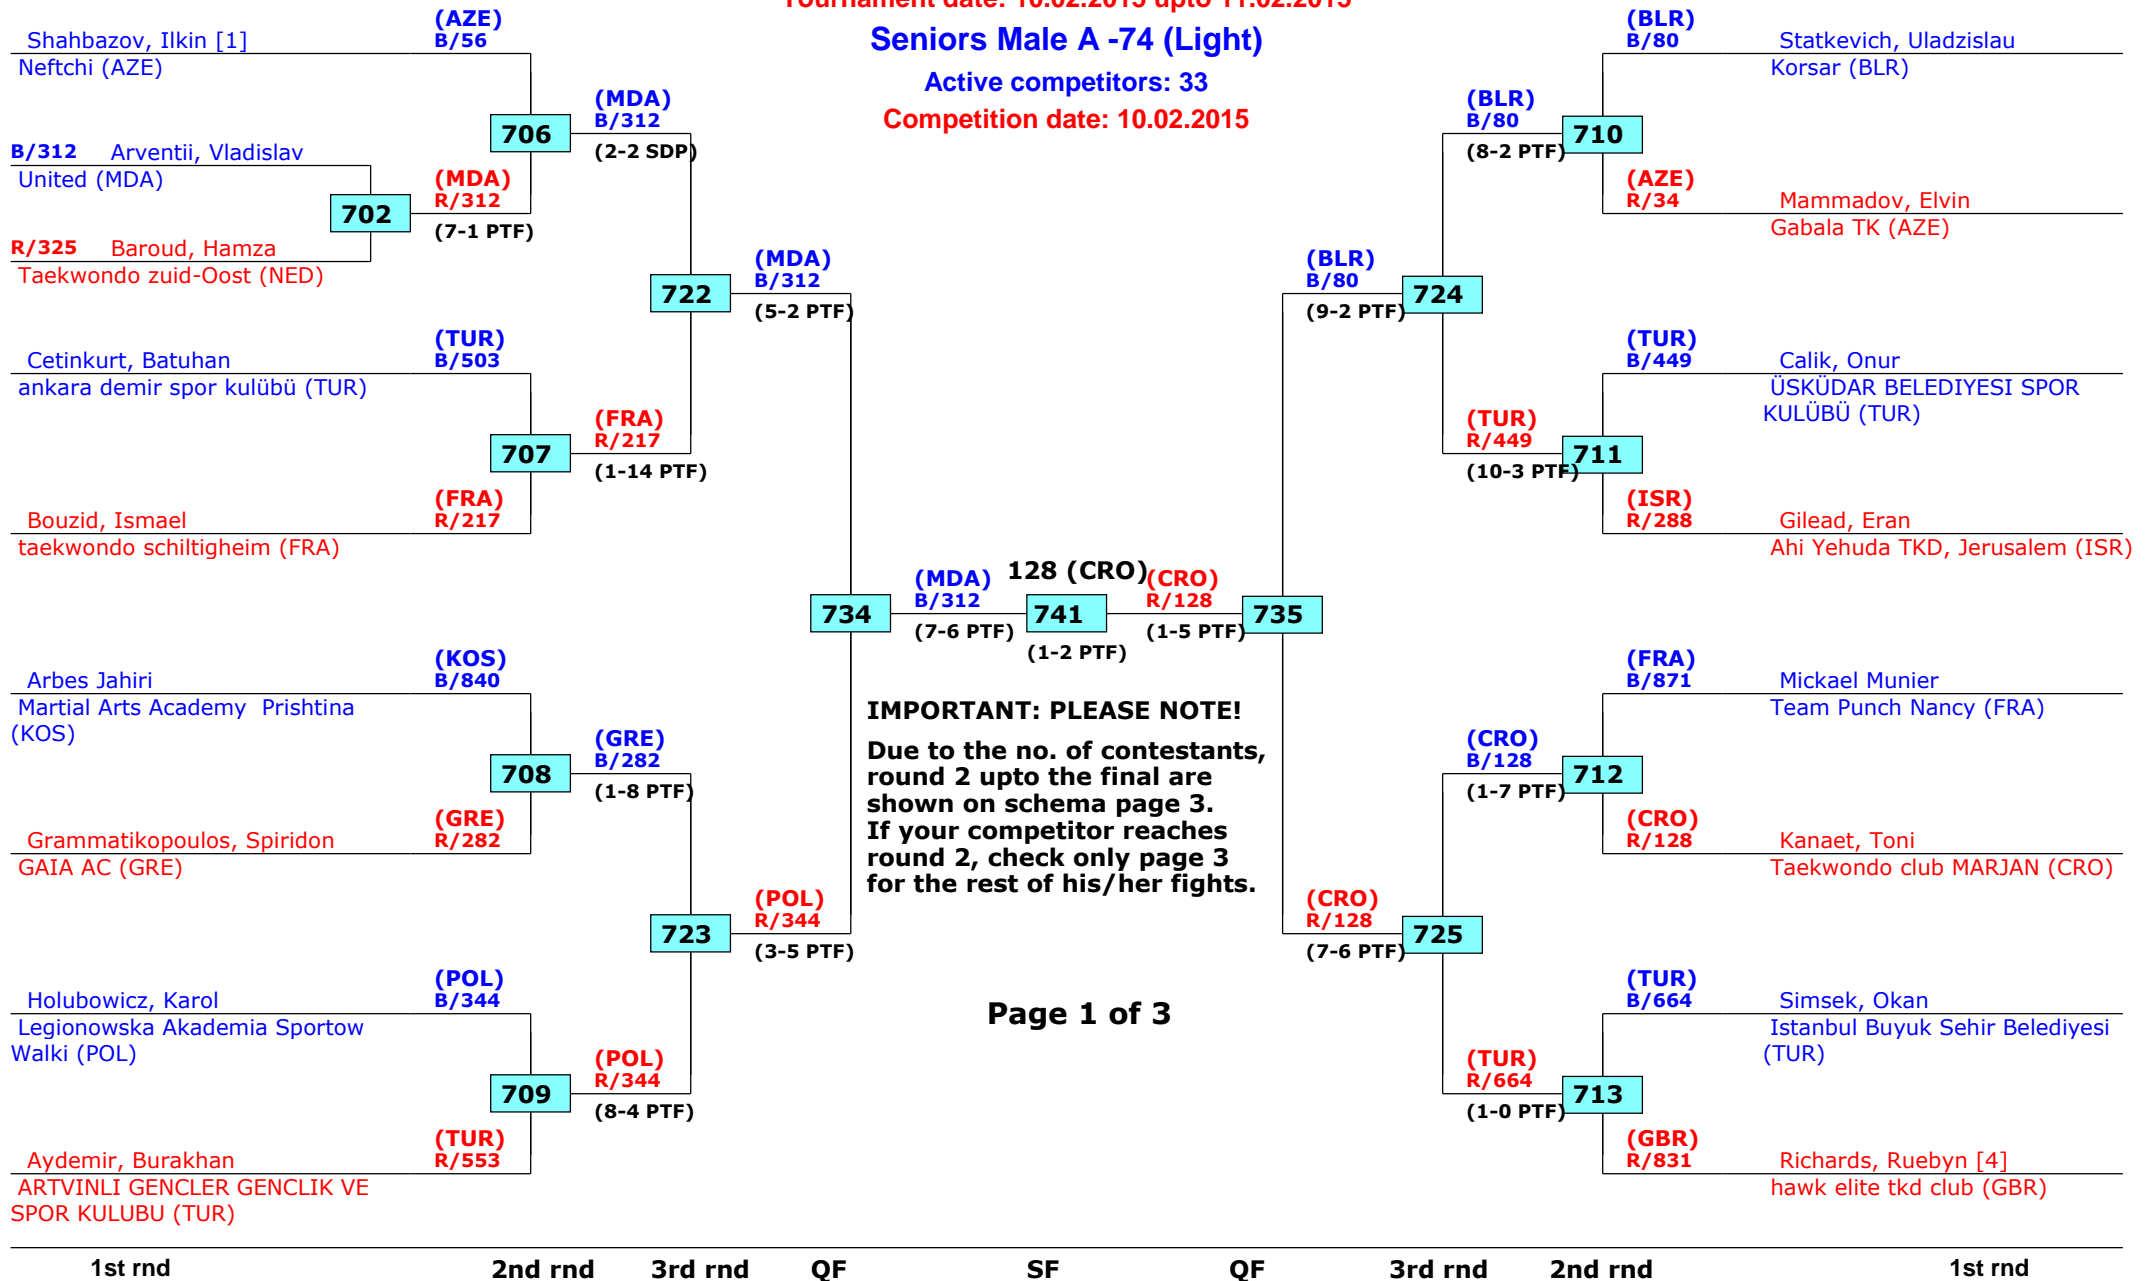 Tournament date: 10.02.2015 upto 11.02.2015
Seniors Male A -74 (Light)
Active competitors: 33
Competition date: 10.02.2015
Shahbazov, Ilkin [1]
Neftchi (AZE)
(AZE)
B/56
B/312 Arventii, Vladislav
United (MDA)
R/325 Baroud, Hamza
Taekwondo zuid-Oost (NED)
702
(MDA)
R/312
(7-1 PTF)
706
(MDA)
B/312
(2-2 SDP)
Cetinkurt, Batuhan
ankara demir spor kulübü (TUR)
(TUR)
B/503
Bouzid, Ismael
taekwondo schiltigheim (FRA)
(FRA)
R/217
707
(FRA)
R/217
(1-14 PTF)
722
(MDA)
B/312
(5-2 PTF)
Arbes Jahiri
Martial Arts Academy  Prishtina
(KOS)
(KOS)
B/840
Grammatikopoulos, Spiridon
GAIA AC (GRE)
(GRE)
R/282
708
(GRE)
B/282
(1-8 PTF)
Holubowicz, Karol
Legionowska Akademia Sportow
Walki (POL)
(POL)
B/344
Aydemir, Burakhan
ARTVINLI GENCLER GENCLIK VE
SPOR KULUBU (TUR)
(TUR)
R/553
709
(POL)
R/344
(8-4 PTF)
723
(POL)
R/344
(3-5 PTF)
734
(MDA)
B/312
(7-6 PTF)
128 (CRO)
741
(1-2 PTF)
(CRO)
R/128
(1-5 PTF)
735
IMPORTANT: PLEASE NOTE!
Due to the no. of contestants,
round 2 upto the final are
shown on schema page 3.
If your competitor reaches
round 2, check only page 3
for the rest of his/her fights.
Page 1 of 3
(BLR)
B/80
(9-2 PTF)
724
(BLR)
B/80
(8-2 PTF)
710
(BLR)
B/80
Statkevich, Uladzislau
Korsar (BLR)
(AZE)
R/34
Mammadov, Elvin
Gabala TK (AZE)
(TUR)
R/449
(10-3 PTF)
711
(TUR)
B/449
Calik, Onur
ÜSKÜDAR BELEDIYESI SPOR
KULÜBÜ (TUR)
(ISR)
R/288
Gilead, Eran
Ahi Yehuda TKD, Jerusalem (ISR)
(CRO)
R/128
(7-6 PTF)
725
(CRO)
B/128
(1-7 PTF)
712
(FRA)
B/871
Mickael Munier
Team Punch Nancy (FRA)
(CRO)
R/128
Kanaet, Toni
Taekwondo club MARJAN (CRO)
(TUR)
R/664
(1-0 PTF)
713
(TUR)
B/664
Simsek, Okan
Istanbul Buyuk Sehir Belediyesi
(TUR)
(GBR)
R/831
Richards, Ruebyn [4]
hawk elite tkd club (GBR)
1st rnd 2nd rnd 3rd rnd QF SF QF 3rd rnd 2nd rnd 1st rnd